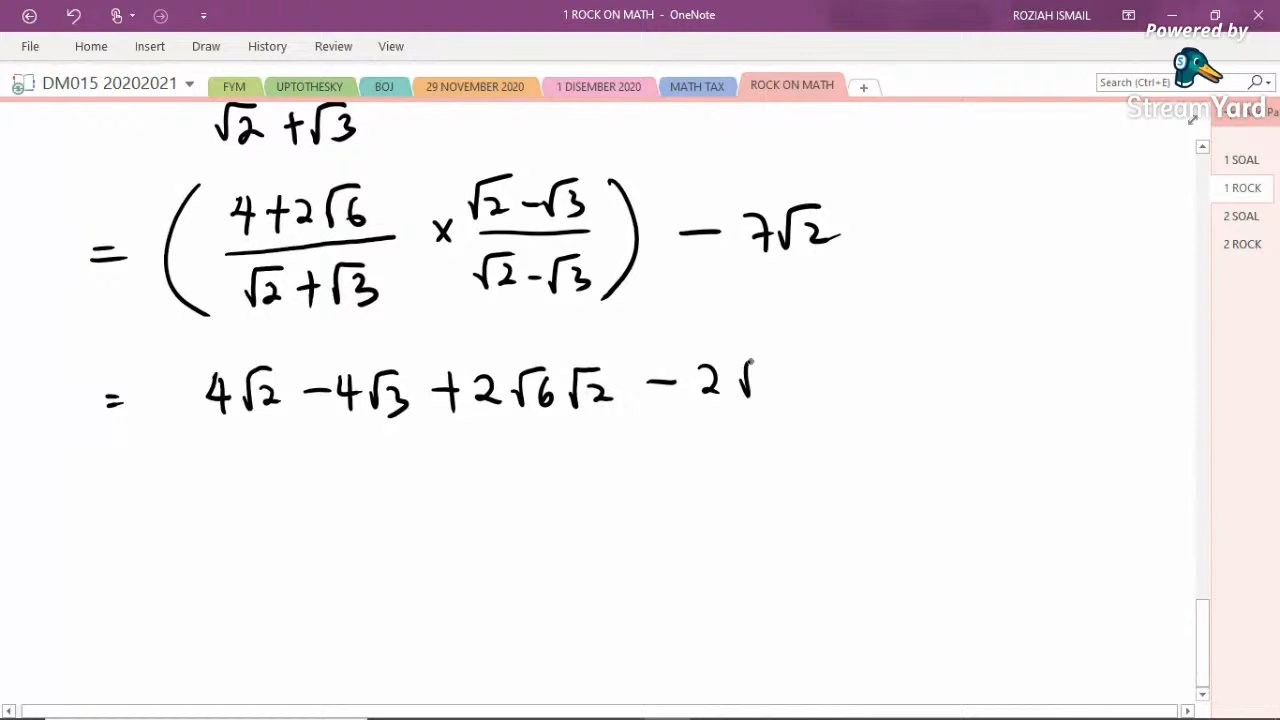 1 ROCK ON MATH - OneNote
ROZIAH ISMAIL
Powered by
File Home Insert Draw History Review View
DM015 20202021
FYM UPTOTHESKY BOJ 29 NOVEMBER 2020 1 DISEMBER 2020 MATH TAX ROCK ON MATH +
Search (Ctrl+E)
StreamYard
Pa
1 SOAL
1 ROCK
2 SOAL
2 ROCK
√2 + √3
= ( (4 + 2√6)/(√2 + √3) × (√2 - √3)/(√2 - √3) ) - 7√2
= 4√2 - 4√3 + 2√6√2 - 2√